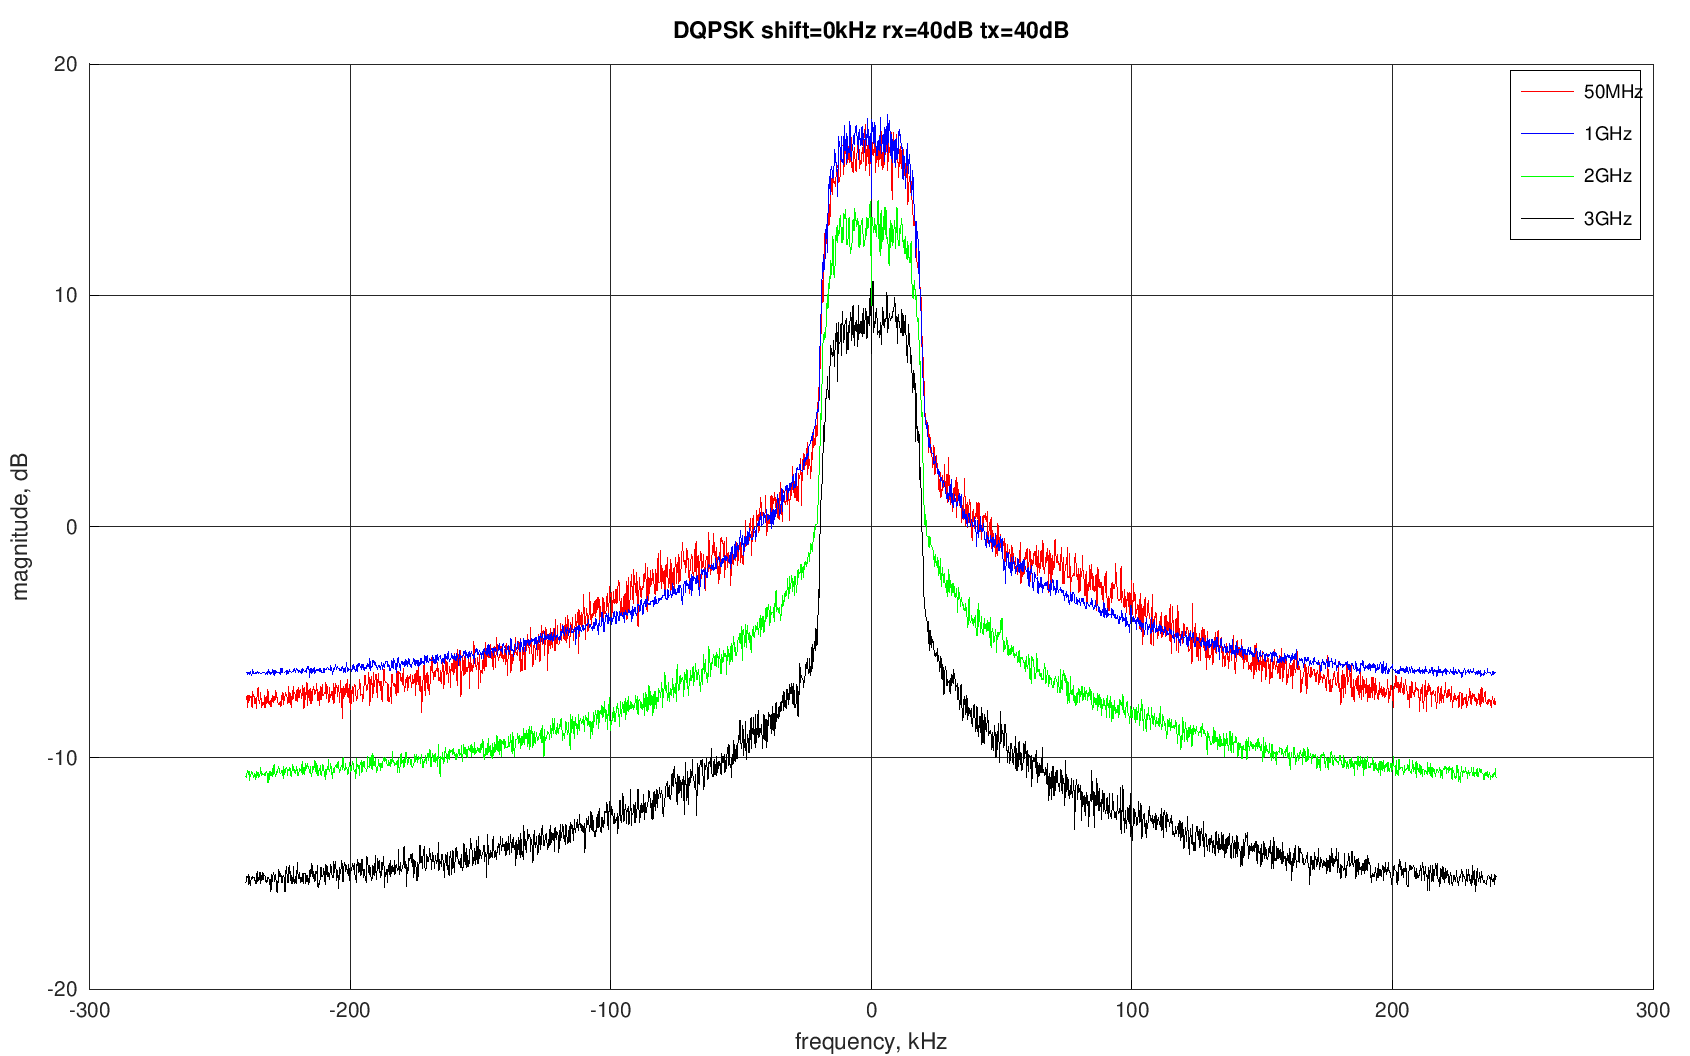 DQPSK shift=0kHz rx=40dB tx=40dB
20
10
0
-10
-20
magnitude, dB
50MHz
1GHz
2GHz
3GHz
-300
-200
-100
0
100
200
300
frequency, kHz